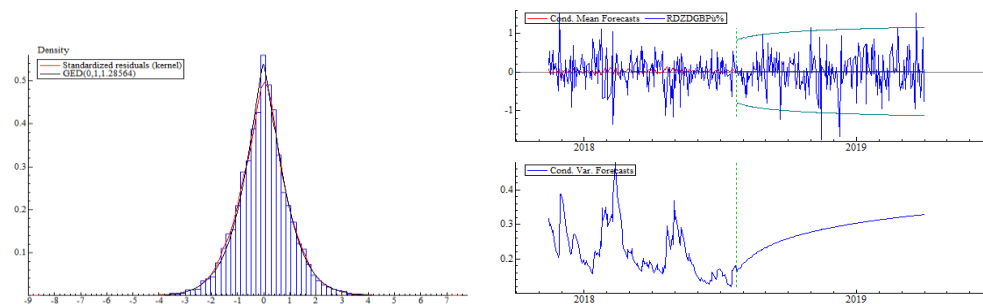 Density
Standardized residuals (kernel)
GED(0,1,1.28564)
0.5
0.4
0.3
0.2
0.1
-9 -8 -7 -6 -5 -4 -3 -2 -1 0 1 2 3 4 5 6 7
Cond. Mean Forecasts RDZDGBPü%
1
0
-1
2018 2019
Cond. Var. Forecasts
0.4
0.3
0.2
2018 2019